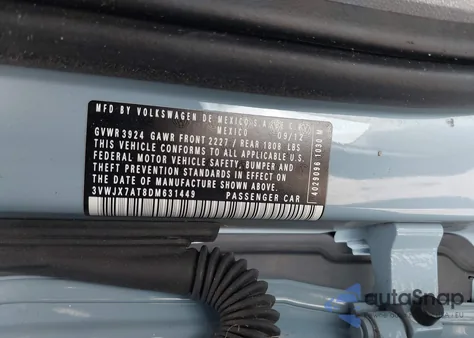 MFD BY VOLKSWAGEN DE MEXICO S.A. DE C.V.
MEXICO 09/12
GVWR 3924 GAWR FRONT 2227 / REAR 1808 LBS
THIS VEHICLE CONFORMS TO ALL APPLICABLE U.S.
FEDERAL MOTOR VEHICLE SAFETY, BUMPER AND
THEFT PREVENTION STANDARDS IN EFFECT ON THE
DATE OF MANUFACTURE.
3VWJX7AT8DM631449 PASSENGER CAR
4029096 1030 M
autoSnap